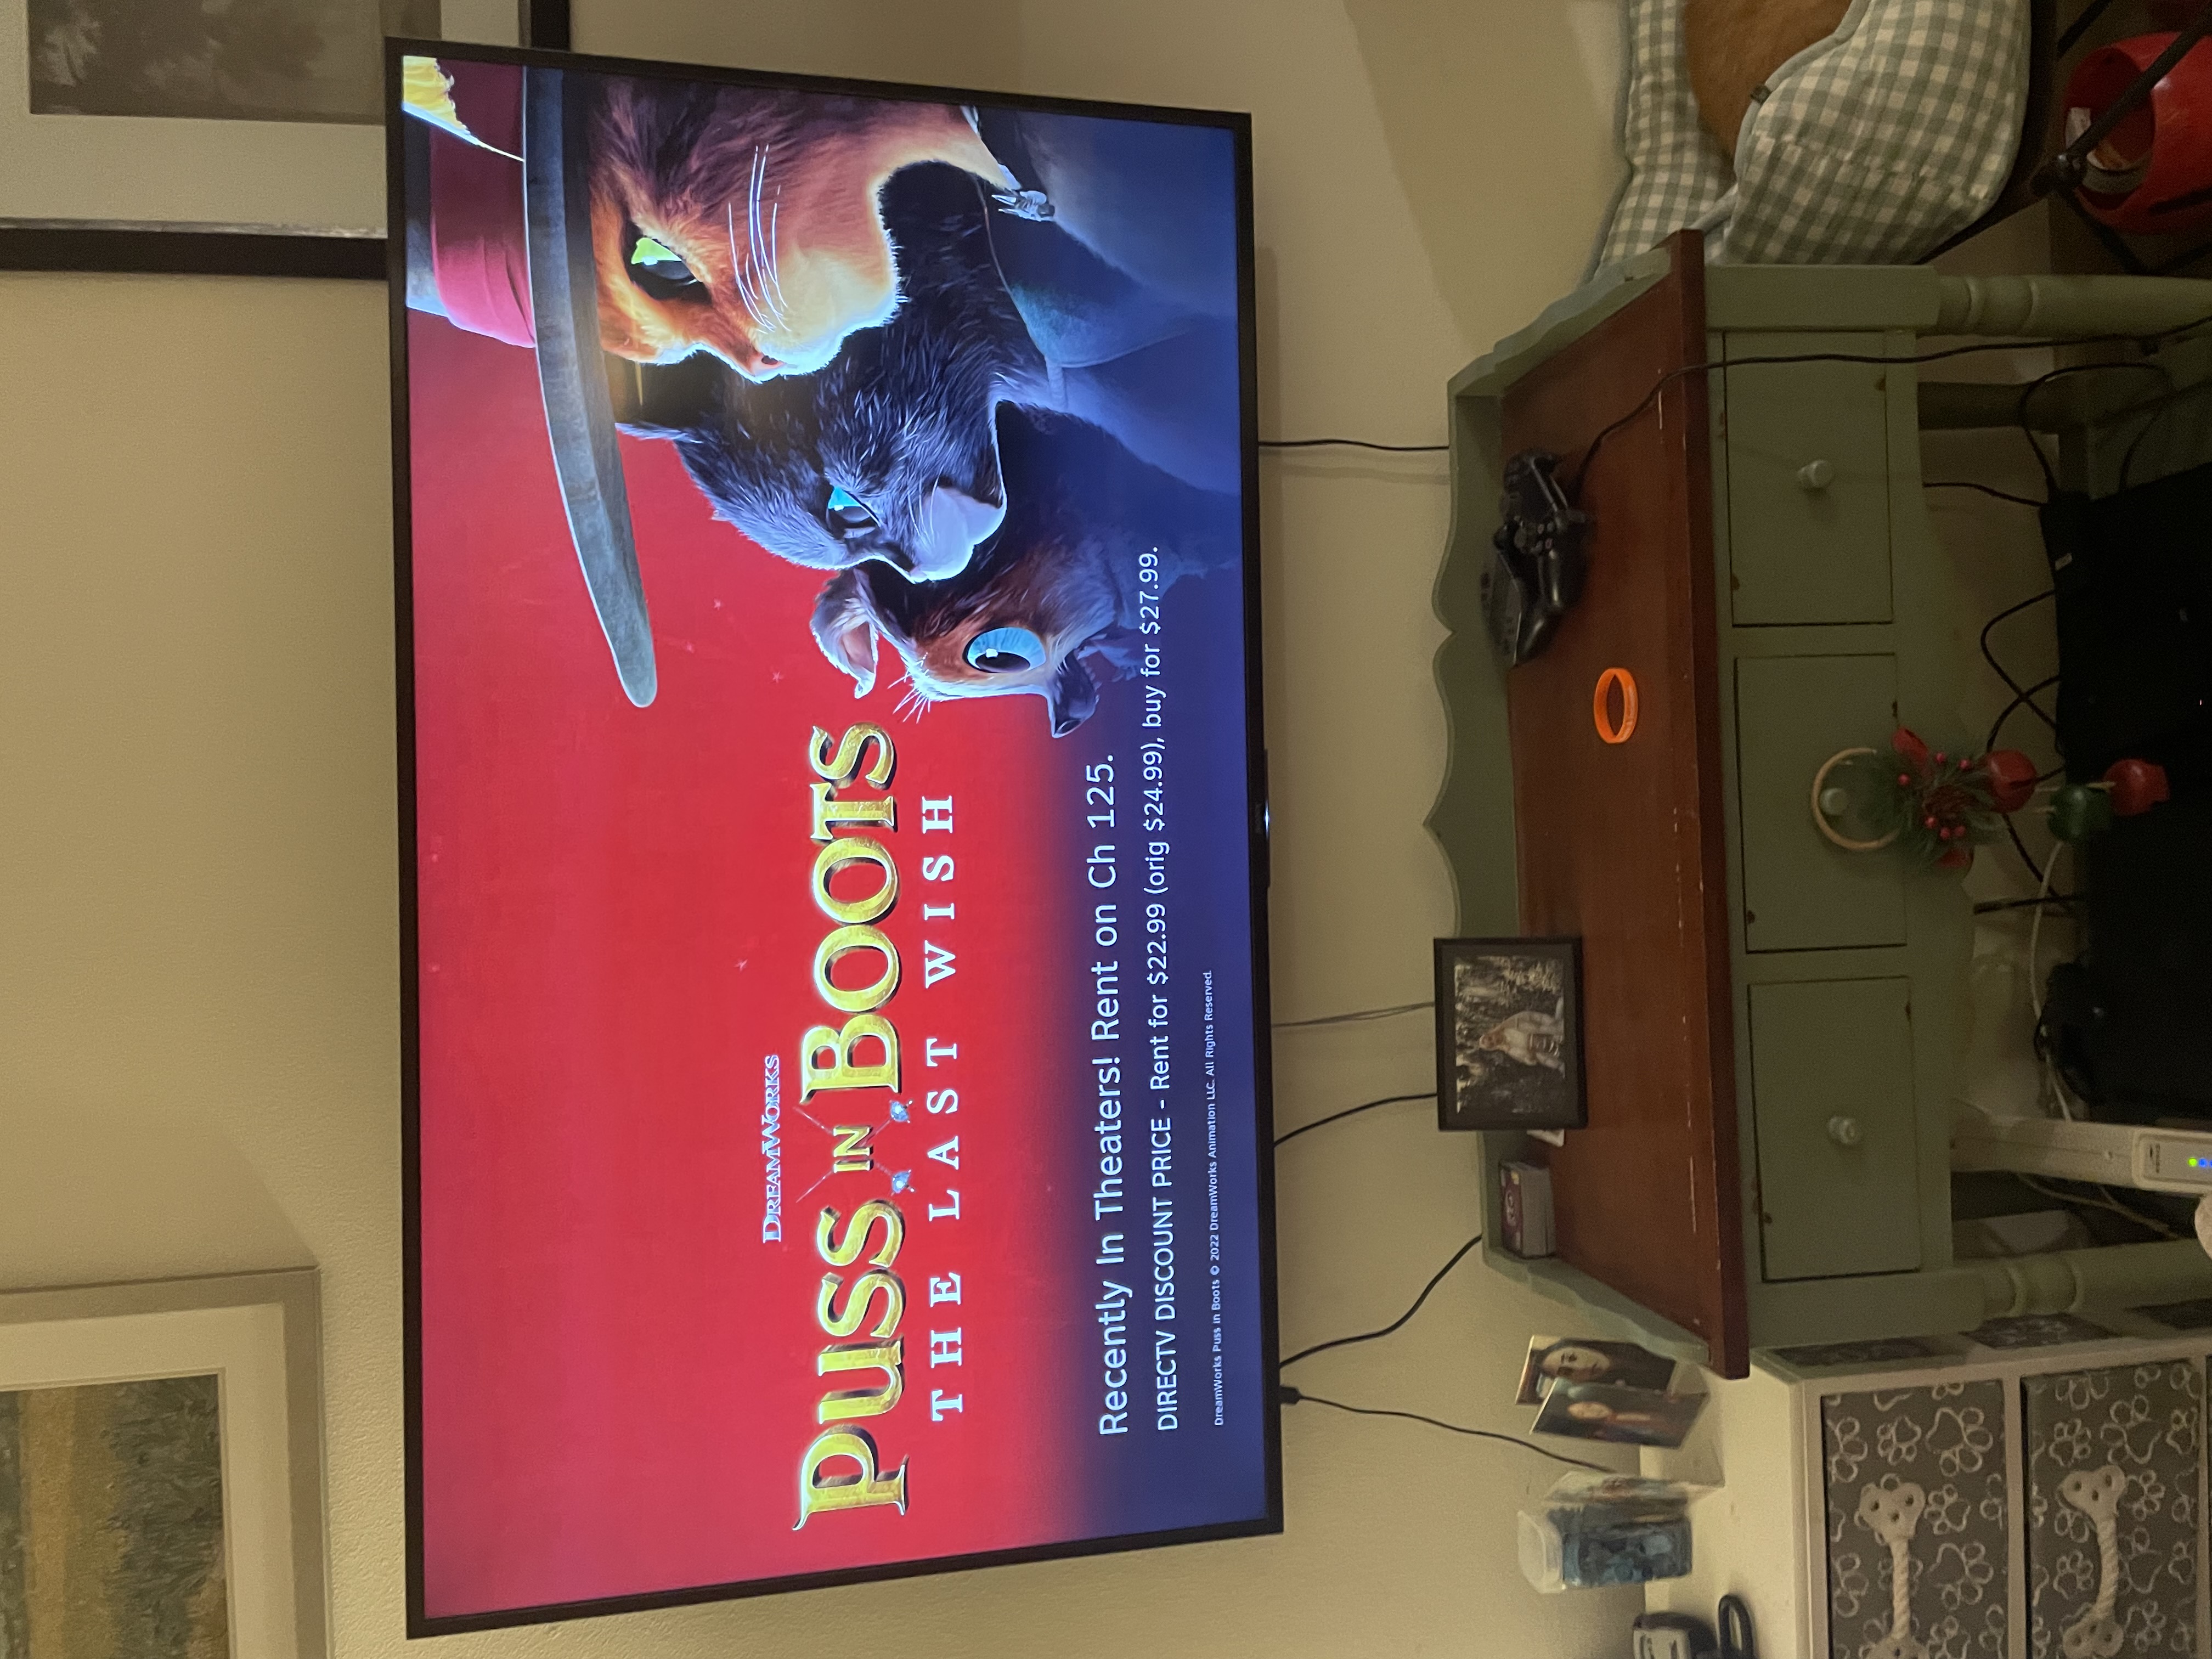 DREAMWORKS
PUSS IN BOOTS
THE LAST WISH
Recently In Theaters! Rent on Ch 125.
DIRECTV DISCOUNT PRICE - Rent for $22.99 (orig $24.99), buy for $27.99.
DreamWorks Puss in Boots © 2022 DreamWorks Animation LLC. All Rights Reserved.
SONY